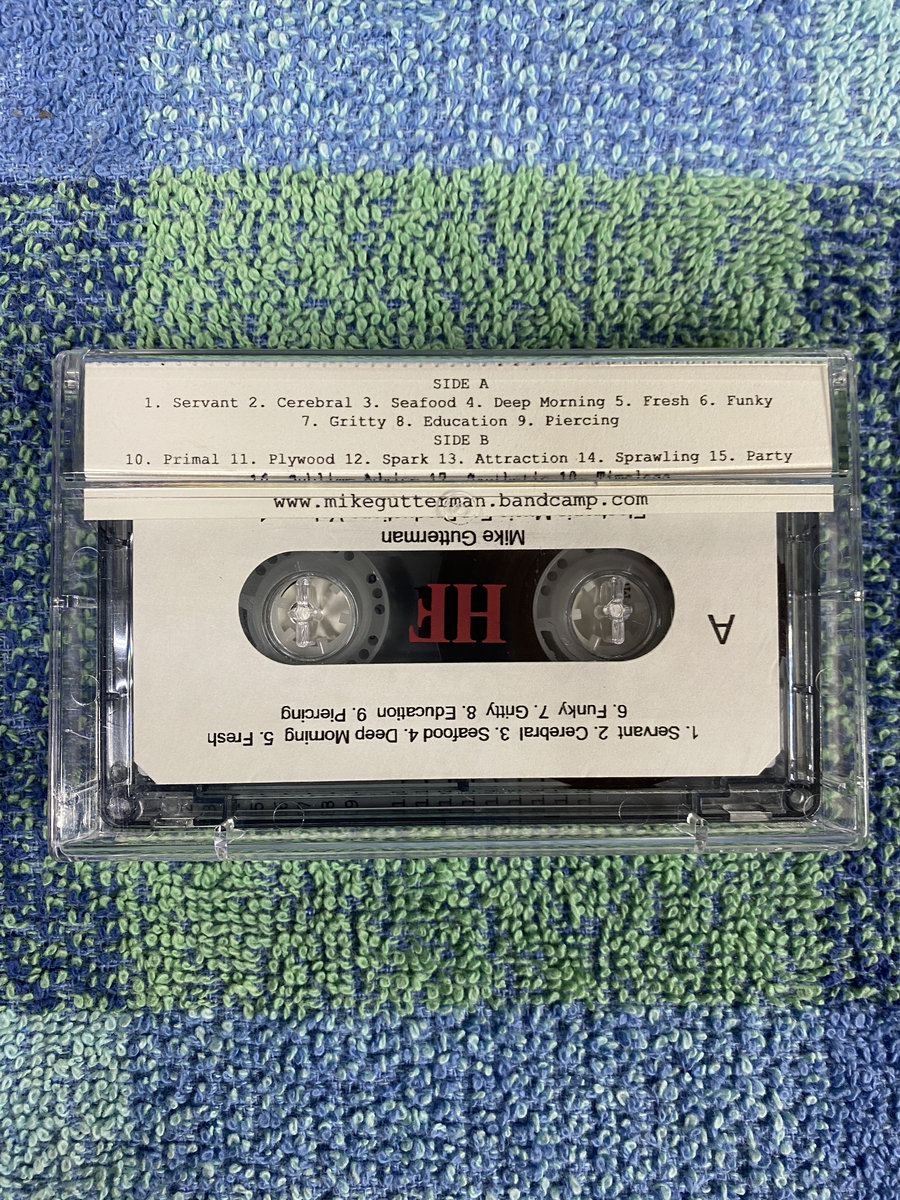 SIDE A
1. Servant 2. Cerebral 3. Seafood 4. Deep Morning 5. Fresh 6. Funky
7. Gritty 8. Education 9. Piercing
SIDE B
10. Primal 11. Plywood 12. Spark 13. Attraction 14. Sprawling 15. Party
www.mikegutterman.bandcamp.com
1. Servant 2. Cerebral 3. Seafood 4. Deep Morning 5. Fresh
6. Funky 7. Gritty 8. Education 9. Piercing
A
HF
Mike Gutterman